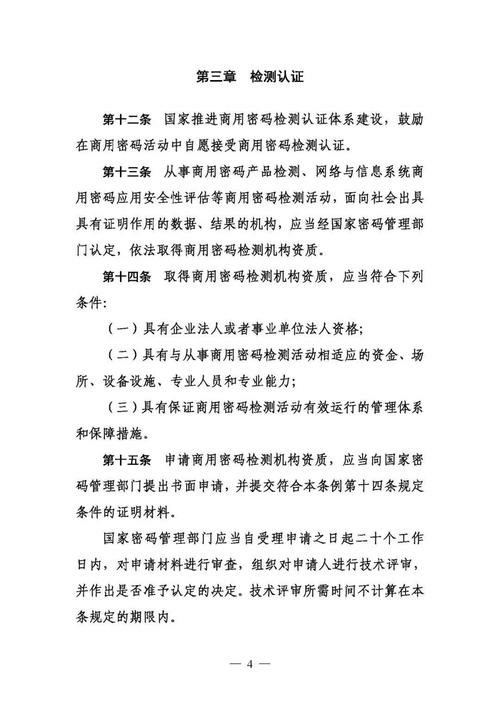 第三章　检测认证
第十二条　国家推进商用密码检测认证体系建设，鼓励
在商用密码活动中自愿接受商用密码检测认证。
第十三条　从事商用密码产品检测、网络与信息系统商
用密码应用安全性评估等商用密码检测活动，面向社会出具
具有证明作用的数据、结果的机构，应当经国家密码管理部
门认定，依法取得商用密码检测机构资质。
第十四条　取得商用密码检测机构资质，应当符合下列
条件：
（一）具有企业法人或者事业单位法人资格；
（二）具有与从事商用密码检测活动相适应的资金、场
所、设备设施、专业人员和专业能力；
（三）具有保证商用密码检测活动有效运行的管理体系
和保障措施。
第十五条　申请商用密码检测机构资质，应当向国家密
码管理部门提出书面申请，并提交符合本条例第十四条规定
条件的证明材料。
国家密码管理部门应当自受理申请之日起二十个工作
日内，对申请材料进行审查，组织对申请人进行技术评审，
并作出是否准予认定的决定。技术评审所需时间不计算在本
条规定的期限内。
— 4 —